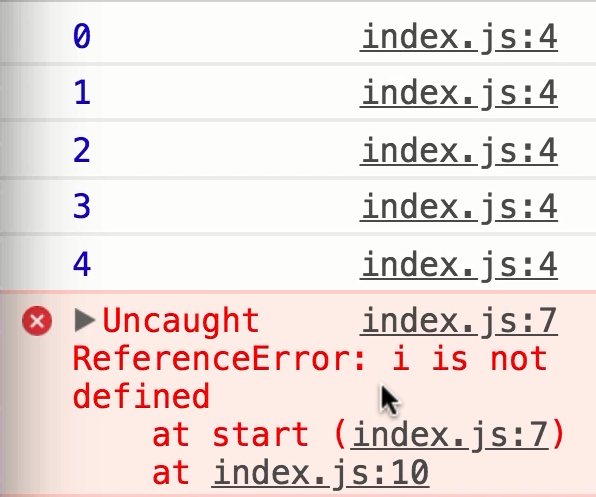 0 index.js:4
1 index.js:4
2 index.js:4
3 index.js:4
4 index.js:4
Uncaught index.js:7
ReferenceError: i is not
defined
at start (index.js:7)
at index.js:10